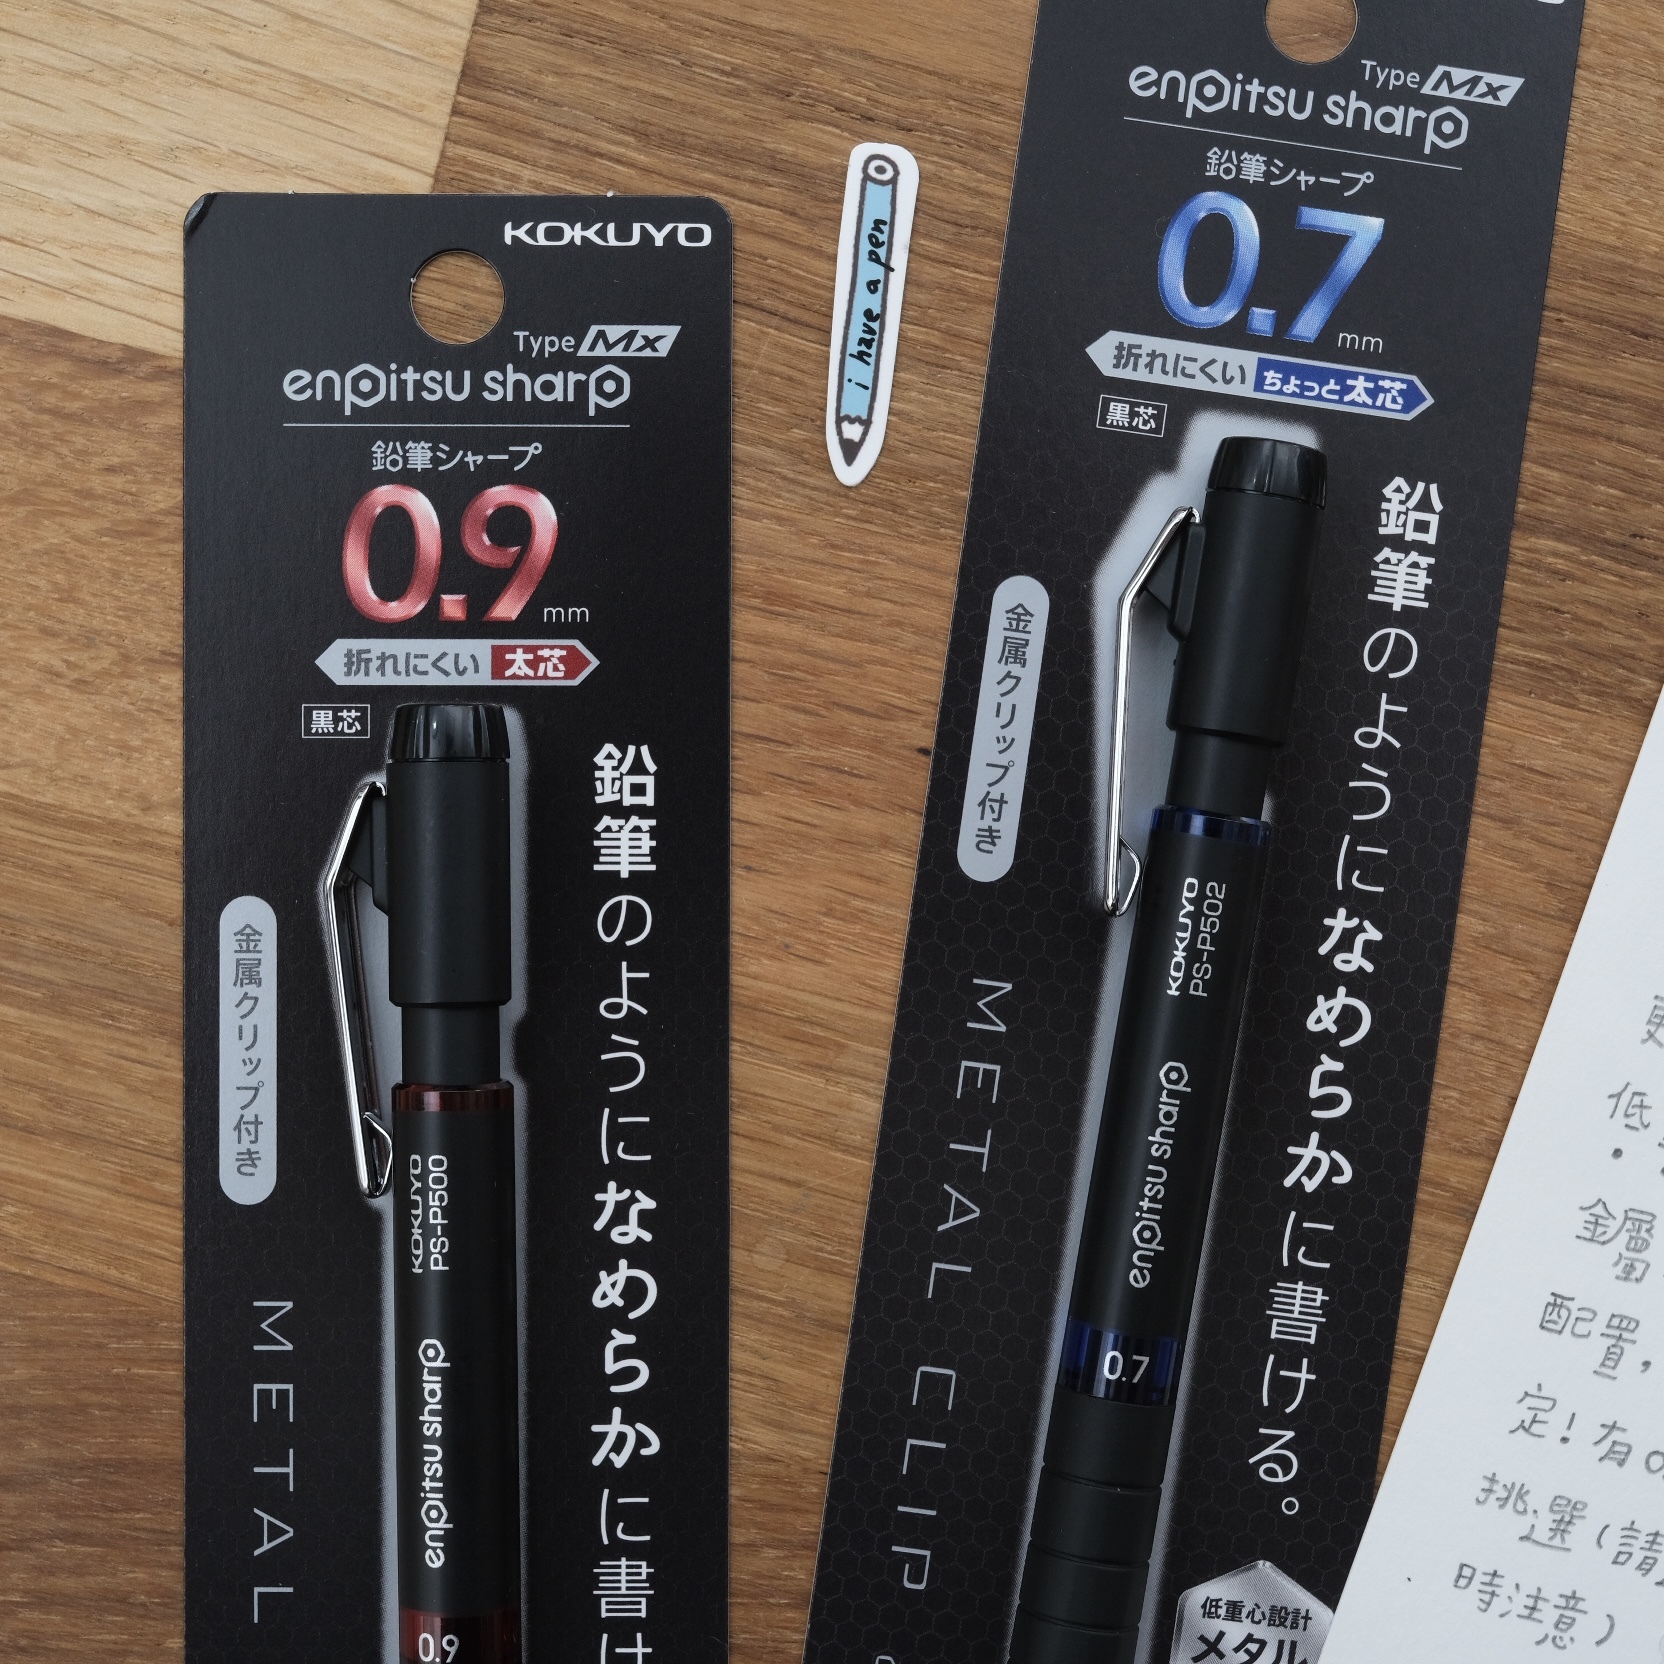 KOKUYO
Type Mx
enpitsu sharp
鉛筆シャープ
0.9
mm
折れにくい 太芯
黒芯
金属クリップ付き
鉛筆のようになめらかに書け
METAL
KOKUYO
PS-P500
enpitsu sharp
0.9
i have a pen
Type Mx
enpitsu sharp
鉛筆シャープ
0.7
mm
折れにくい ちょっと太芯
黒芯
金属クリップ付き
鉛筆のようになめらかに書ける。
METAL CLIP
KOKUYO
PS-P502
enpitsu sharp
0.7
低重心設計
メタル
低
金屬
配置，
定！有
挑選（請
時注意）